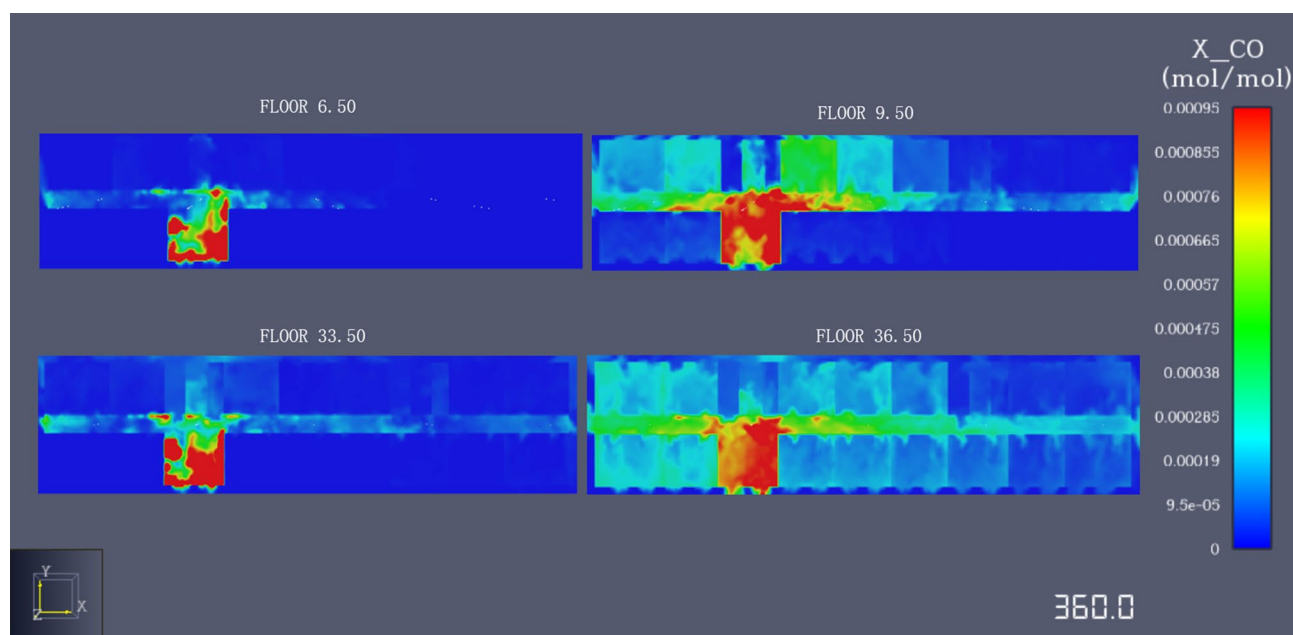 X__CO
(mol/mol)
FLOOR 6.50
FLOOR 9.50
0.00095
0.000855
0.00076
0.000665
0.00057
FLOOR 33.50
FLOOR 36.50
0.000475
0.00038
0.000285
0.00019
9.5e-05
0
Y
X
Z
360.0